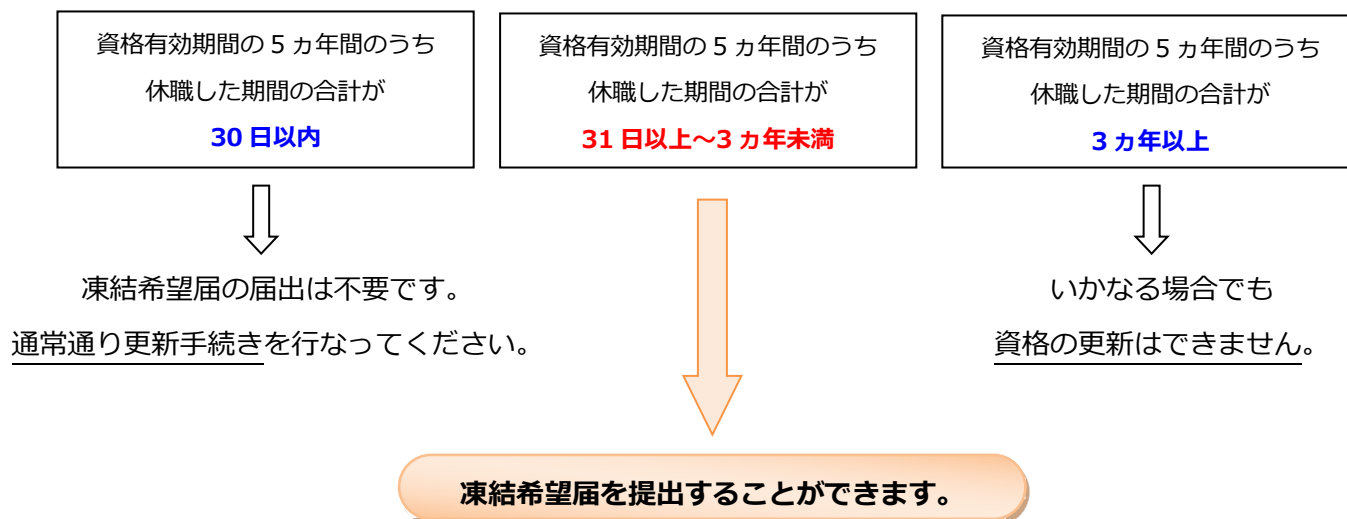 資格有効期間の5ヵ年間のうち
休職した期間の合計が
30日以内
凍結希望届の届出は不要です。
通常通り更新手続きを行なってください。
資格有効期間の5ヵ年間のうち
休職した期間の合計が
31日以上～3ヵ年未満
資格有効期間の5ヵ年間のうち
休職した期間の合計が
3ヵ年以上
いかなる場合でも
資格の更新はできません。
凍結希望届を提出することができます。